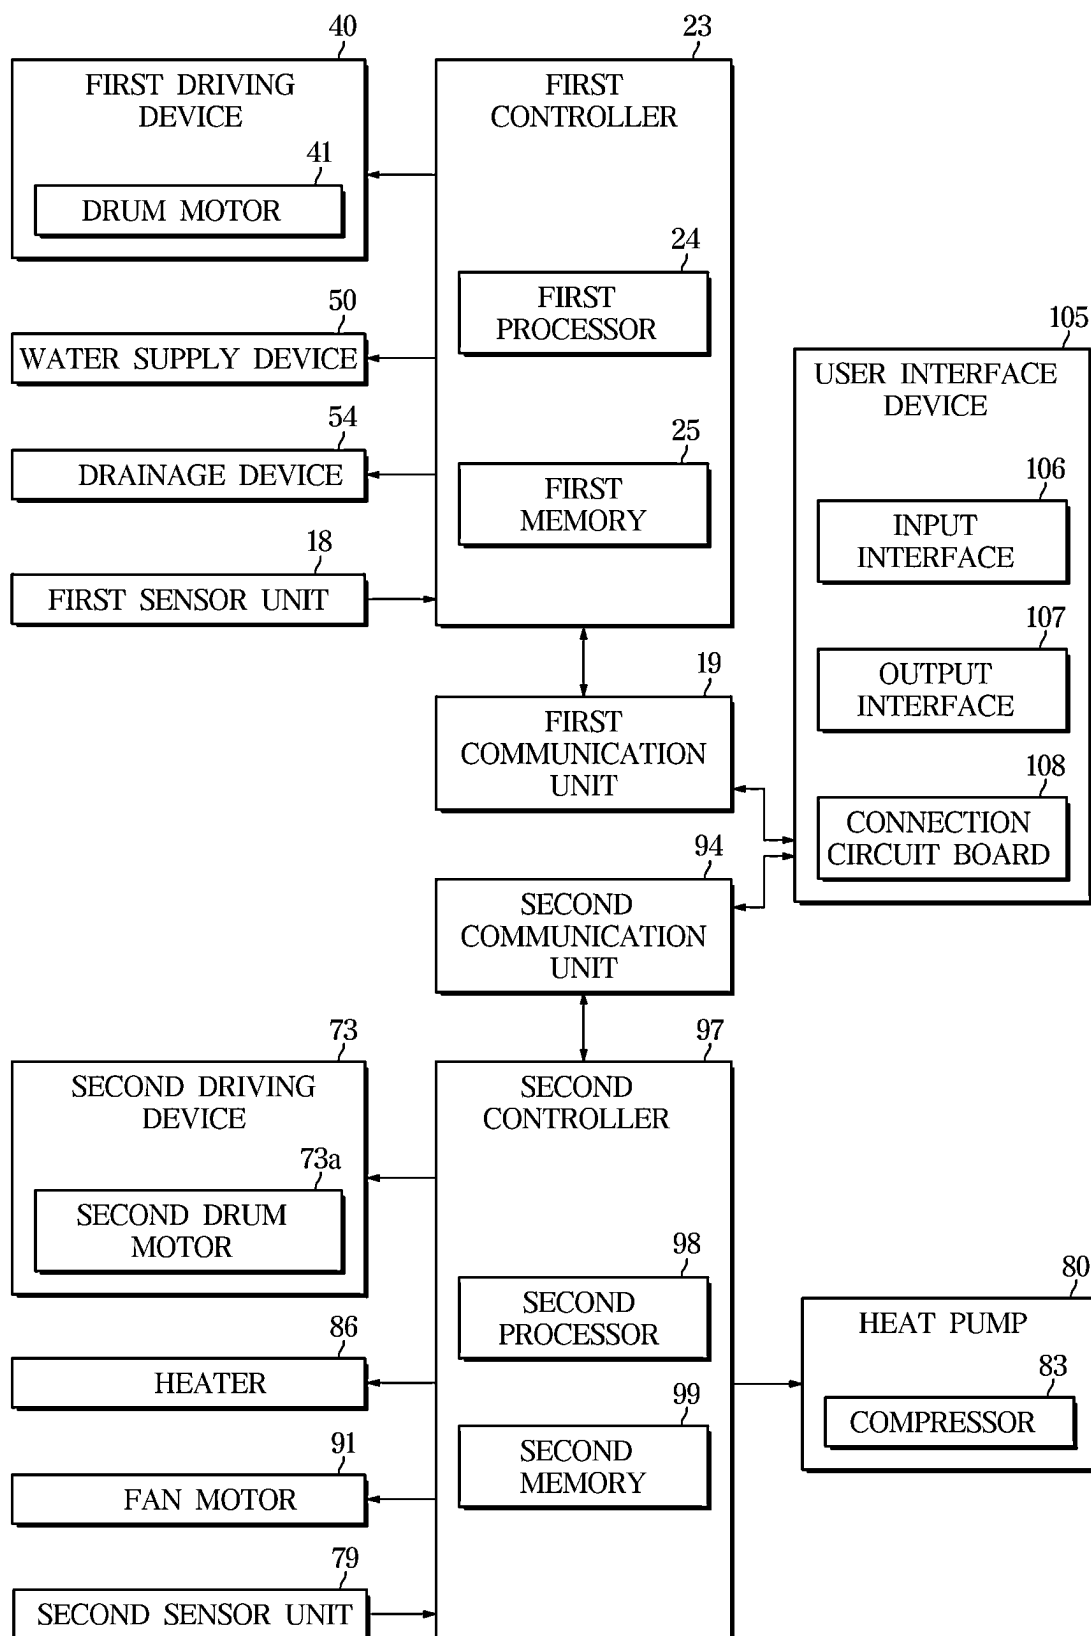 40
FIRST DRIVING
DEVICE
41
DRUM MOTOR
50
WATER SUPPLY DEVICE
54
DRAINAGE DEVICE
18
FIRST SENSOR UNIT
23
FIRST
CONTROLLER
24
FIRST
PROCESSOR
25
FIRST
MEMORY
19
FIRST
COMMUNICATION
UNIT
94
SECOND
COMMUNICATION
UNIT
105
USER INTERFACE
DEVICE
106
INPUT
INTERFACE
107
OUTPUT
INTERFACE
108
CONNECTION
CIRCUIT BOARD
73
SECOND DRIVING
DEVICE
73a
SECOND DRUM
MOTOR
86
HEATER
91
FAN MOTOR
79
SECOND SENSOR UNIT
97
SECOND
CONTROLLER
98
SECOND
PROCESSOR
99
SECOND
MEMORY
80
HEAT PUMP
83
COMPRESSOR